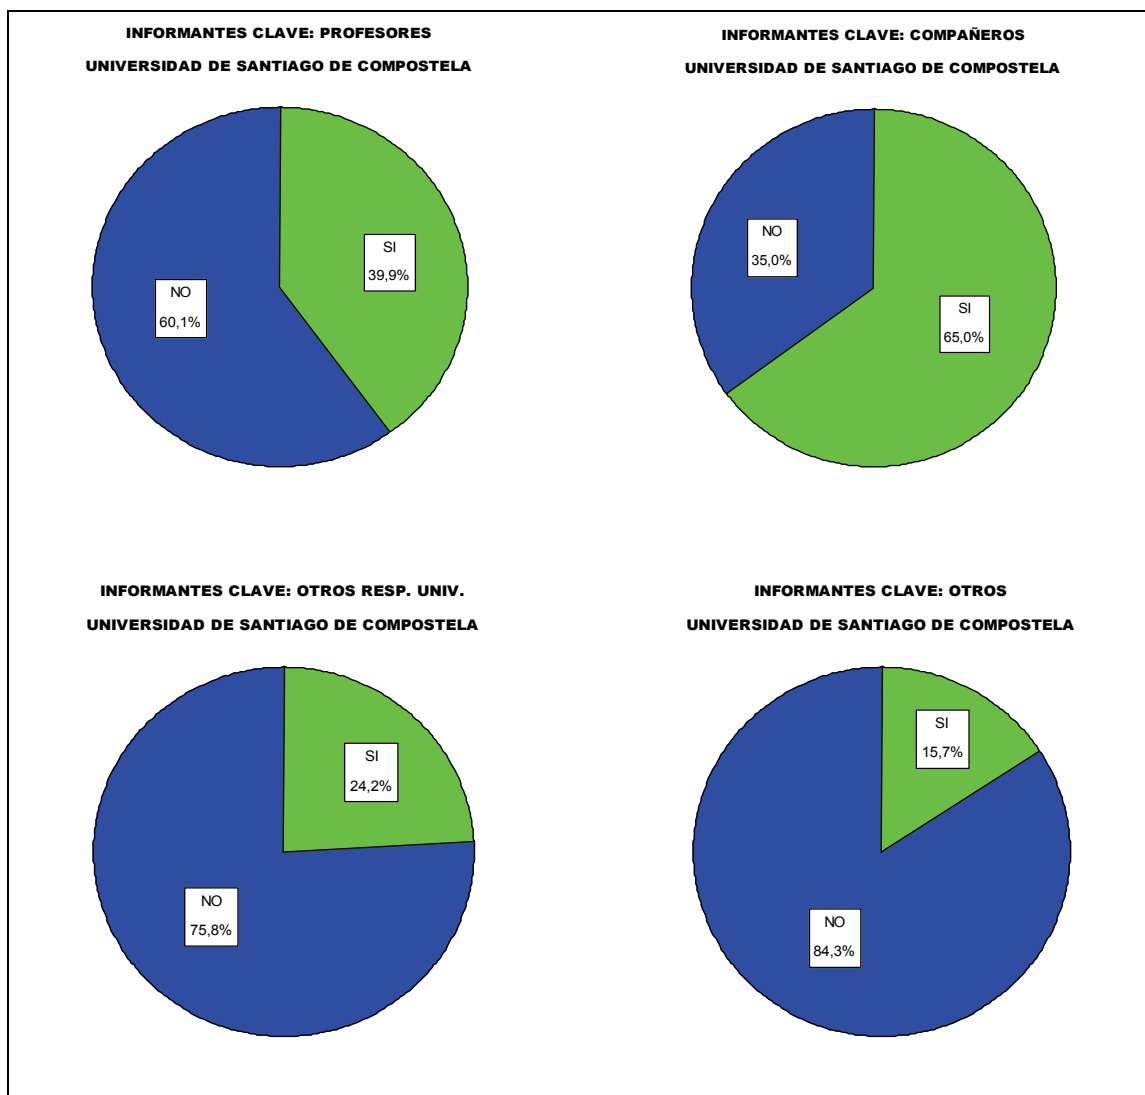 INFORMANTES CLAVE: PROFESORES
UNIVERSIDAD DE SANTIAGO DE COMPOSTELA
SI
39,9%
NO
60,1%
INFORMANTES CLAVE: COMPAÑEROS
UNIVERSIDAD DE SANTIAGO DE COMPOSTELA
NO
35,0%
SI
65,0%
INFORMANTES CLAVE: OTROS RESP. UNIV.
UNIVERSIDAD DE SANTIAGO DE COMPOSTELA
SI
24,2%
NO
75,8%
INFORMANTES CLAVE: OTROS
UNIVERSIDAD DE SANTIAGO DE COMPOSTELA
SI
15,7%
NO
84,3%